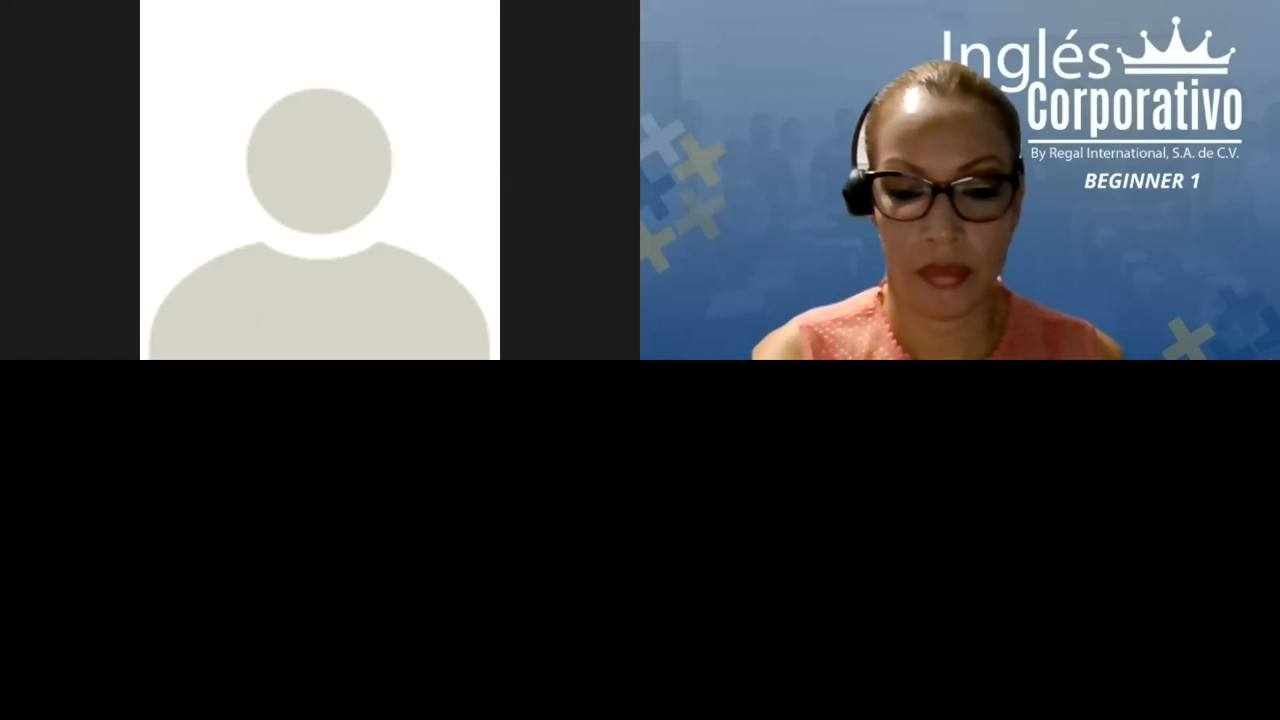 Inglés
Corporativo
By Regal International, S.A. de C.V.
BEGINNER 1